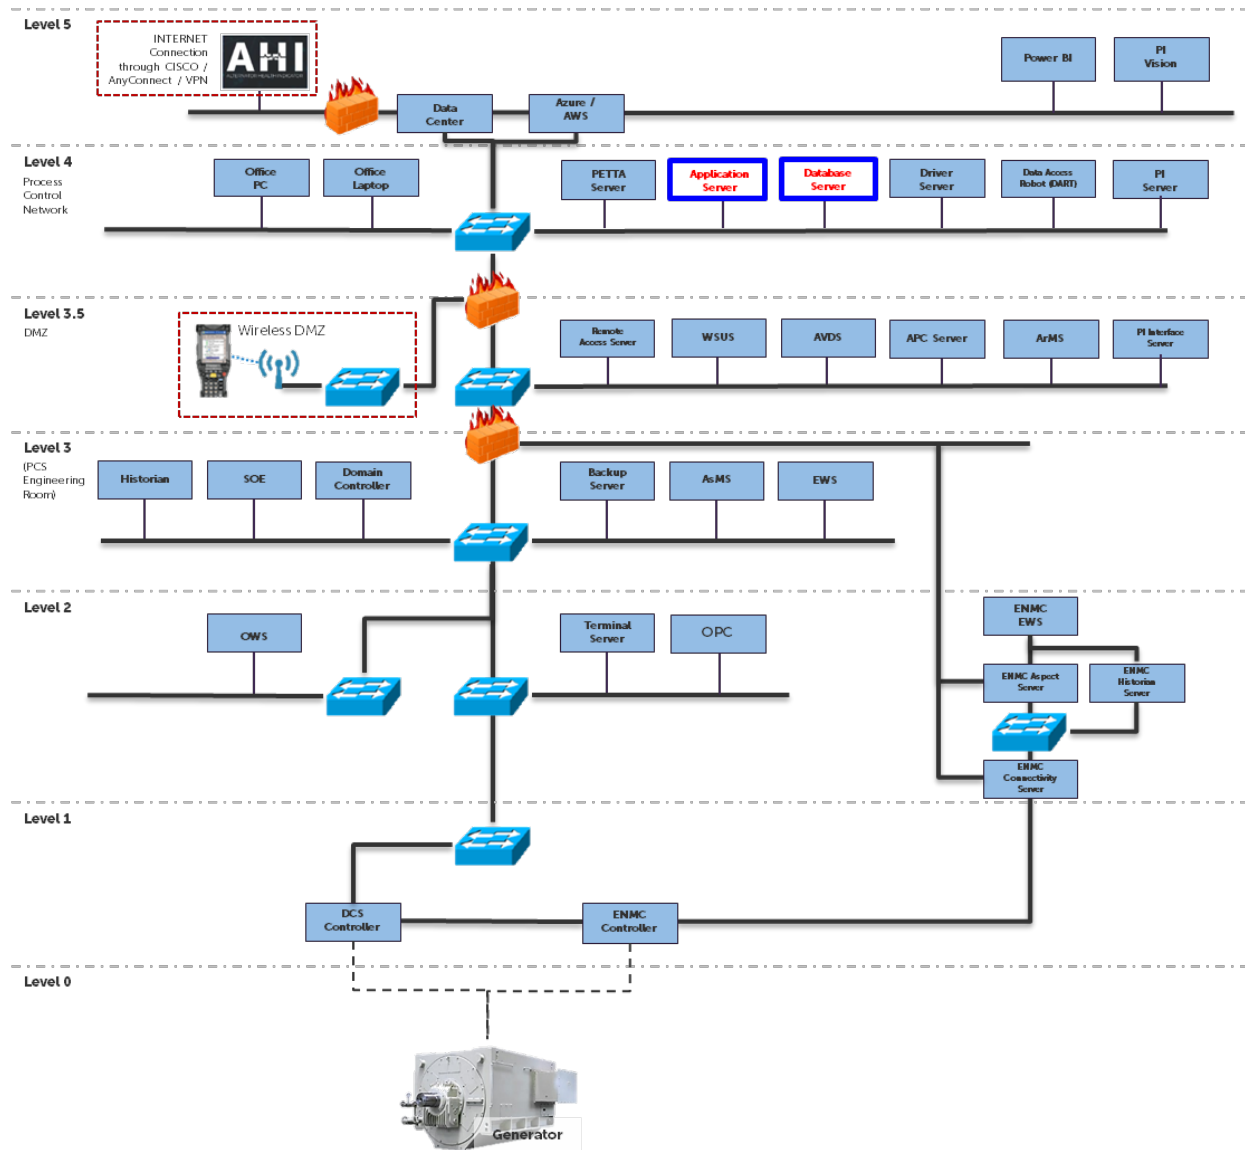 Level 5
INTERNET
Connection
through CISCO /
AnyConnect / VPN
AHI
ALTERNATOR HEALTH INDICATOR
Data
Center
Azure /
AWS
Power BI
PI
Vision
Level 4
Process
Control
Network
Office
PC
Office
Laptop
PETTA
Server
Application
Server
Database
Server
Driver
Server
Data Access
Robot (DART)
PI
Server
Level 3.5
DMZ
Wireless DMZ
Remote
Access Server
WSUS
AVDS
APC Server
ArMS
PI Interface
Server
Level 3
(PCS
Engineering
Room)
Historian
SOE
Domain
Controller
Backup
Server
AsMS
EWS
Level 2
OWS
Terminal
Server
OPC
ENMC
EWS
ENMC Aspect
Server
ENMC
Historian
Server
ENMC
Connectivity
Server
Level 1
DCS
Controller
ENMC
Controller
Level 0
Generator